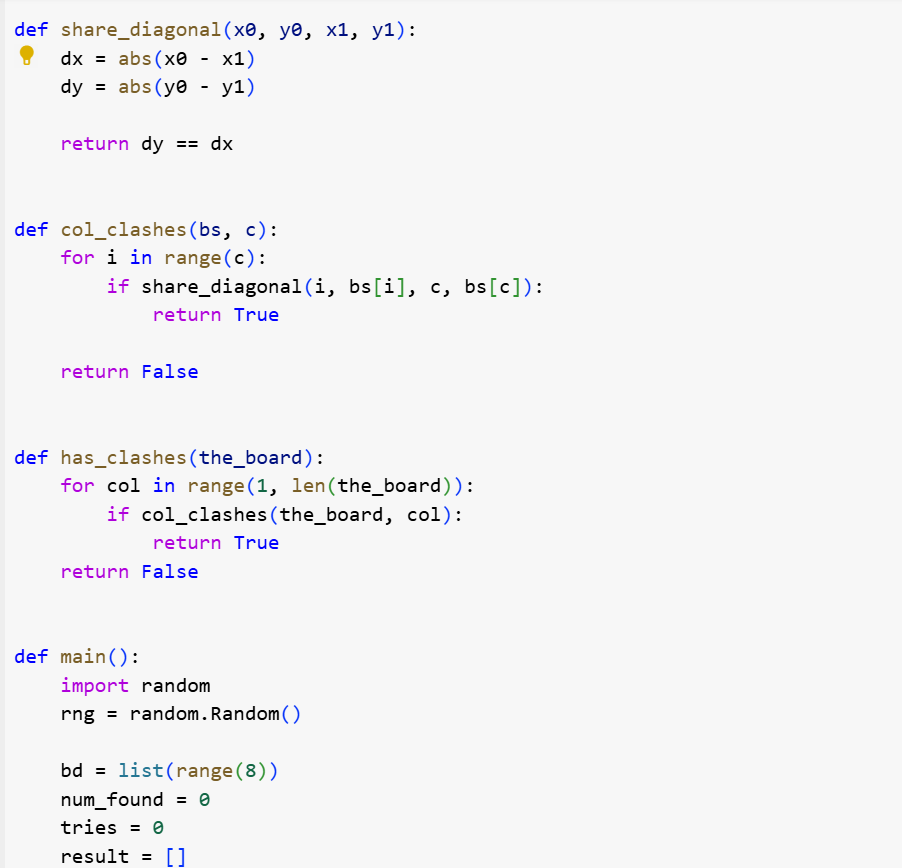 def share_diagonal(x0, y0, x1, y1):
    dx = abs(x0 - x1)
    dy = abs(y0 - y1)

    return dy == dx


def col_clashes(bs, c):
    for i in range(c):
        if share_diagonal(i, bs[i], c, bs[c]):
            return True

    return False


def has_clashes(the_board):
    for col in range(1, len(the_board)):
        if col_clashes(the_board, col):
            return True
    return False


def main():
    import random
    rng = random.Random()

    bd = list(range(8))
    num_found = 0
    tries = 0
    result = []